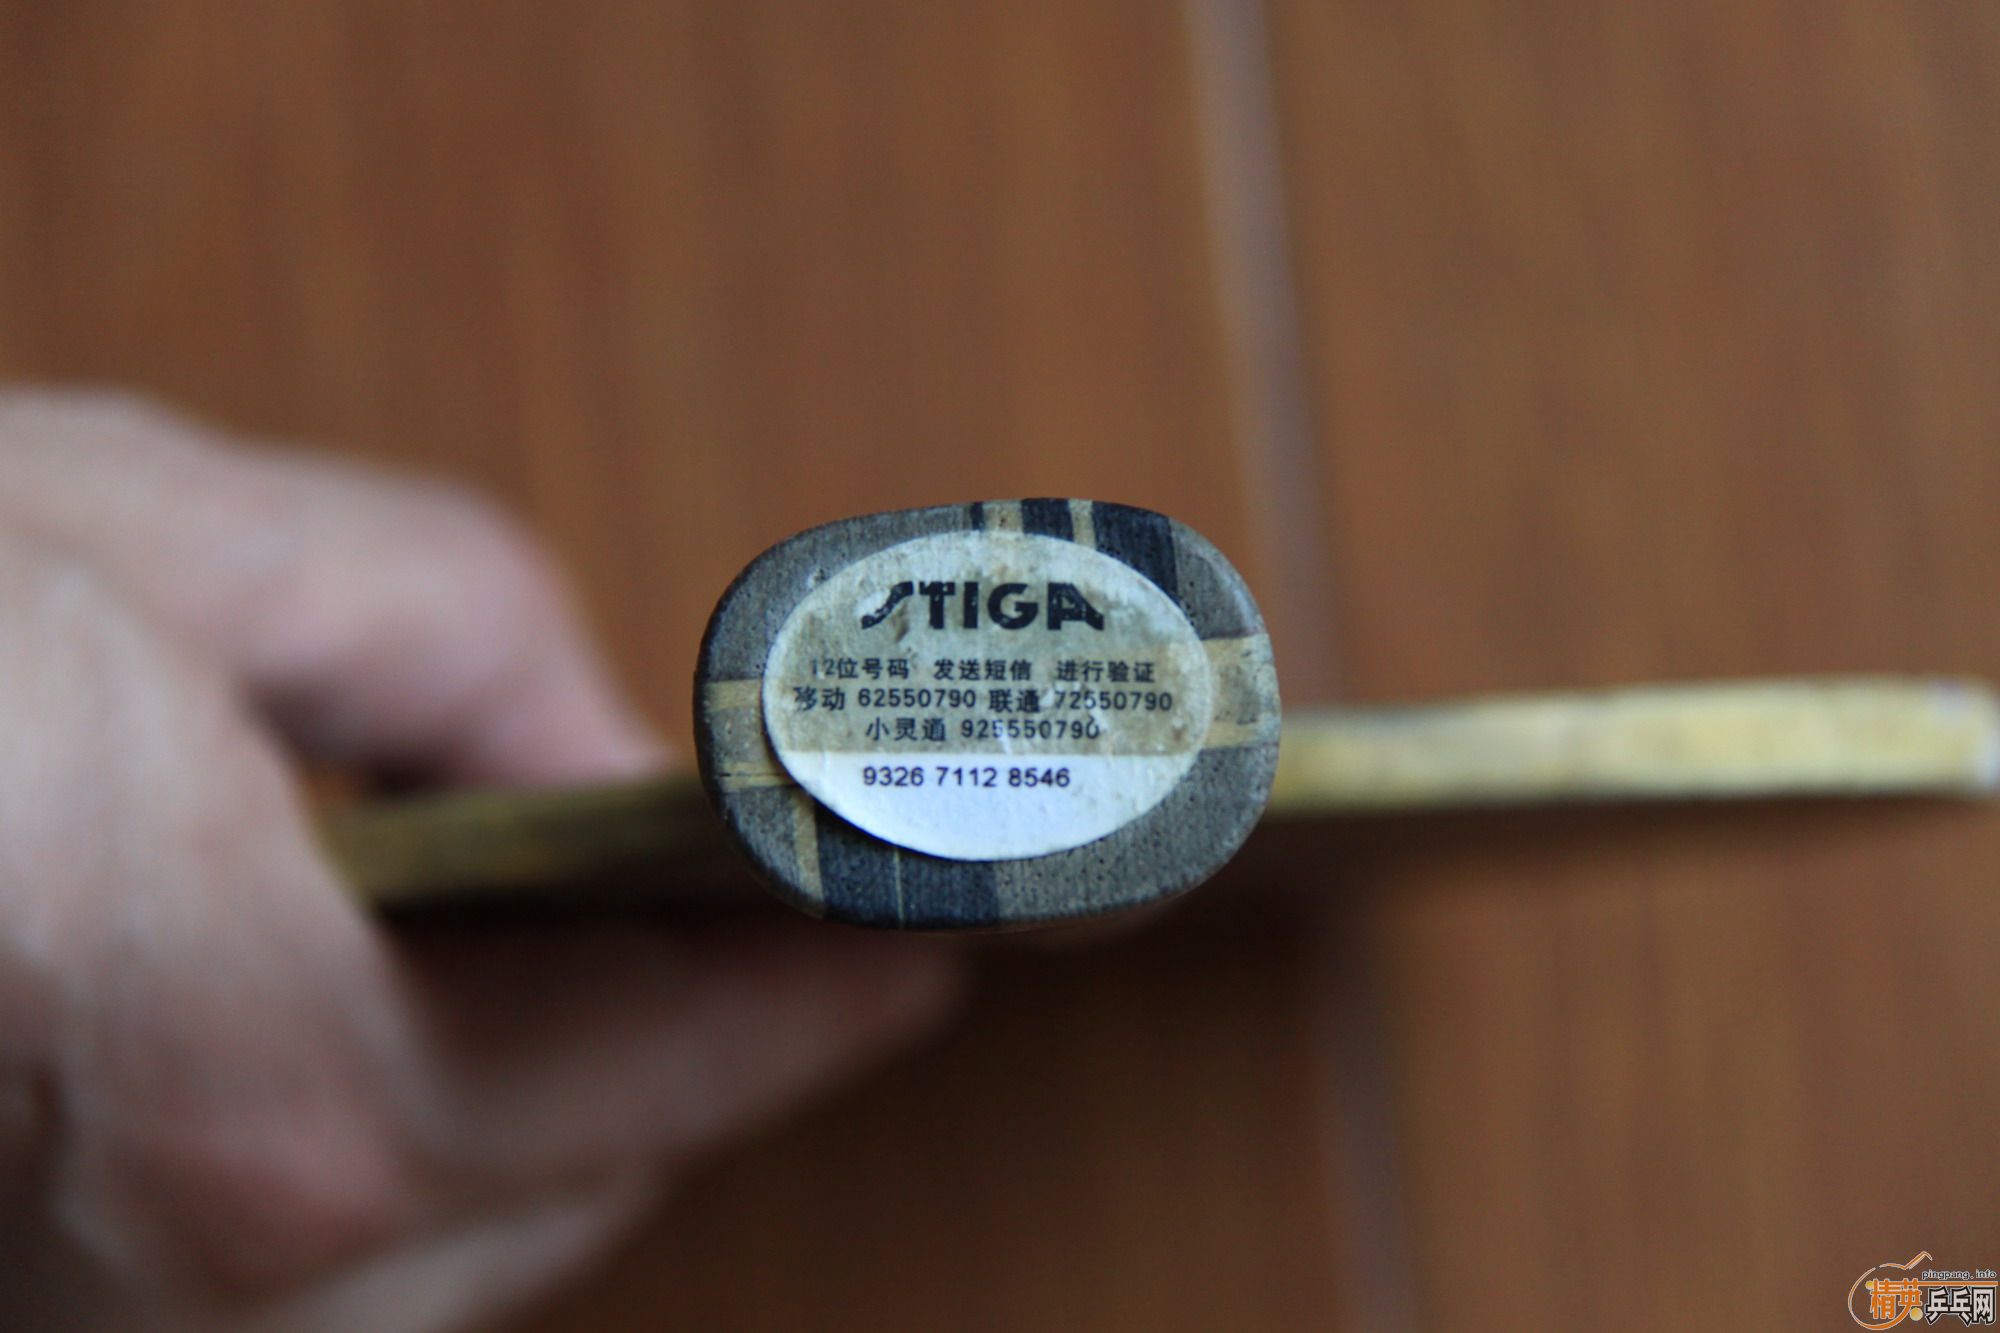 STIGA
12位号码 发送短信 进行验证
移动 62550790 联通 72550790
小灵通 925550790
9326 7112 8546
pingpang.info
精英乒乓网